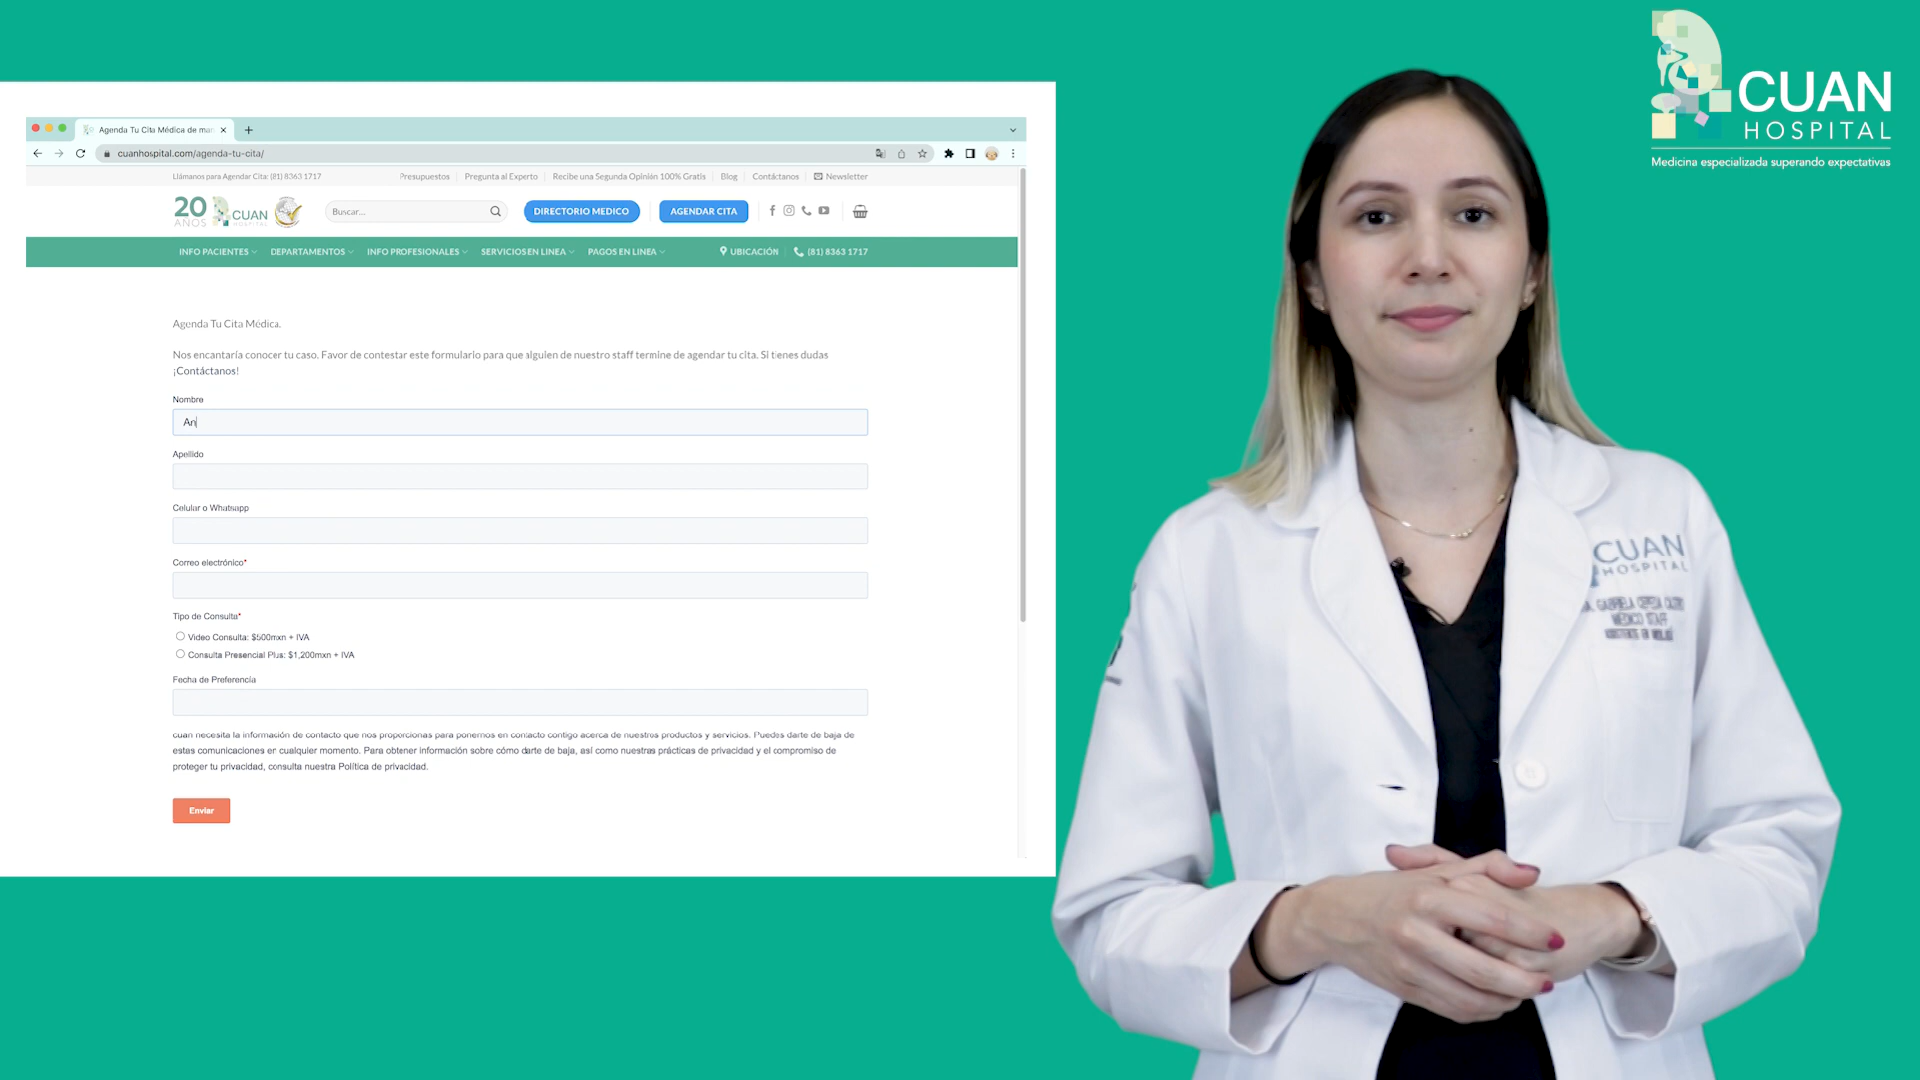 CUAN
HOSPITAL
Medicina especializada superando expectativas
Agenda Tu Cita Médica de mar
cuanhospital.com/agenda-tu-cita/
Llámanos para Agendar Cita: (81) 8363 1717
Presupuestos
Pregunta al Experto
Recibe una Segunda Opinión 100% Gratis
Blog
Contáctanos
Newsletter
20
AÑOS
CUAN
HOSPITAL
Buscar...
DIRECTORIO MEDICO
AGENDAR CITA
INFO PACIENTES
DEPARTAMENTOS
INFO PROFESIONALES
SERVICIOS EN LINEA
PAGOS EN LINEA
UBICACIÓN
(81) 8363 1717
Agenda Tu Cita Médica.
Nos encantaría conocer tu caso. Favor de contestar este formulario para que alguien de nuestro staff termine de agendar tu cita. Si tienes dudas
¡Contáctanos!
Nombre
An
Apellido
Celular o Whatsapp
Correo electrónico*
Tipo de Consulta*
Video Consulta: $500mxn + IVA
Consulta Presencial Plus: $1,200mxn + IVA
Fecha de Preferencia
cuan necesita la información de contacto que nos proporcionas para ponernos en contacto contigo acerca de nuestros productos y servicios. Puedes darte de baja de
estas comunicaciones en cualquier momento. Para obtener información sobre cómo darte de baja, así como nuestras prácticas de privacidad y el compromiso de
proteger tu privacidad, consulta nuestra Política de privacidad.
Enviar
CUAN
HOSPITAL
GABRIELA
MÉDICO STAFF